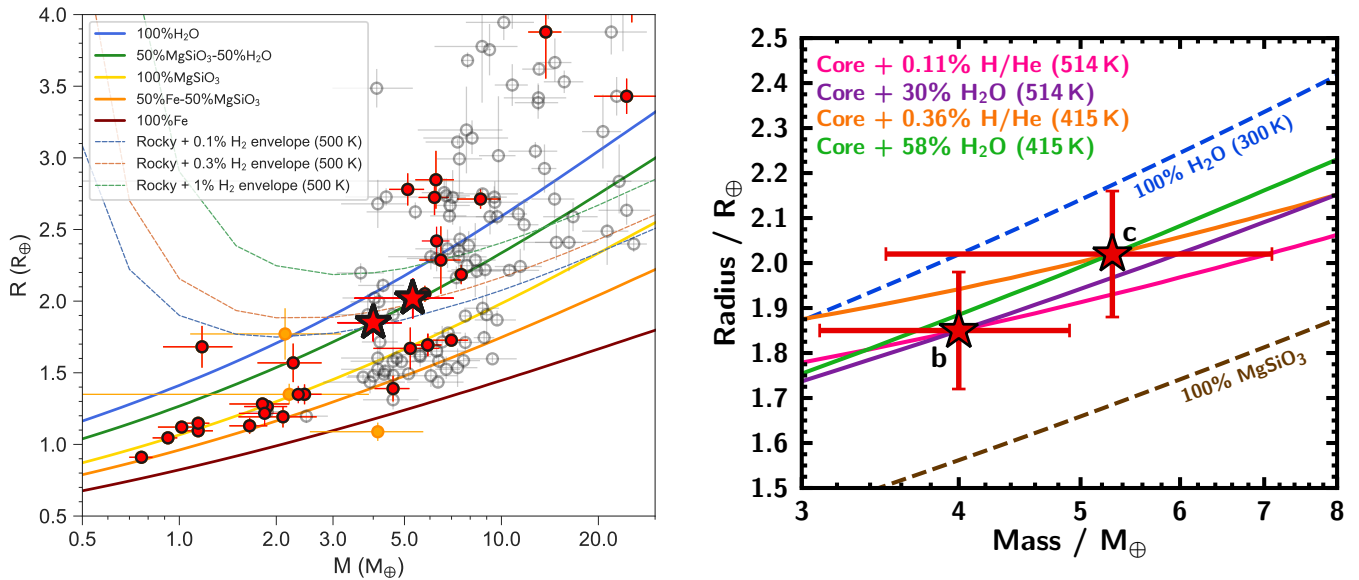 4.0
3.5
3.0
2.5
2.0
1.5
1.0
0.5
R (R⊕)
100%H₂O
50%MgSiO₃-50%H₂O
100%MgSiO₃
50%Fe-50%MgSiO₃
100%Fe
Rocky + 0.1% H₂ envelope (500 K)
Rocky + 0.3% H₂ envelope (500 K)
Rocky + 1% H₂ envelope (500 K)
0.5 1.0 2.0 3.0 5.0 10.0 20.0
M (M⊕)
2.5
2.4
2.3
2.2
2.1
2.0
1.9
1.8
1.7
1.6
1.5
Radius / R⊕
Core + 0.11% H/He (514 K)
Core + 30% H₂O (514 K)
Core + 0.36% H/He (415 K)
Core + 58% H₂O (415 K)
100% H₂O (300 K)
c
b
100% MgSiO₃
3 4 5 6 7 8
Mass / M⊕